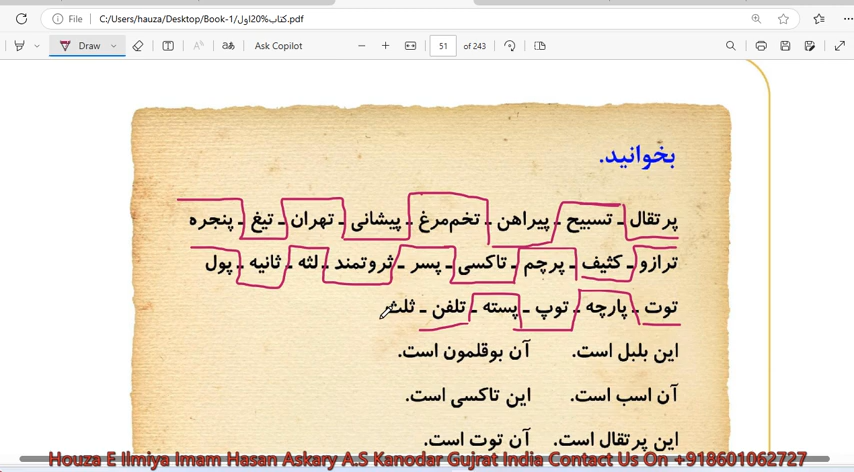 File C:/Users/hauza/Desktop/Book-1/کتاب%20اول.pdf
Draw aあ Ask Copilot 51 of 243
بخوانید.
پرتقال ـ تسبیح ـ پیراهن ـ تخم‌مرغ ـ پیشانی ـ تهران ـ تیغ ـ پنجره
ترازو ـ کثیف ـ پرچم ـ تاکسی ـ پسر ـ ثروتمند ـ لثه ـ ثانیه ـ پول
توت ـ پارچه ـ توپ ـ پسته ـ تلفن ـ ثلث
این بلبل است. آن بوقلمون است.
آن اسب است. این تاکسی است.
این پرتقال است. آن توت است.
Houza E Ilmiya Imam Hasan Askary A.S Kanodar Gujrat India Contact Us On +918601062727